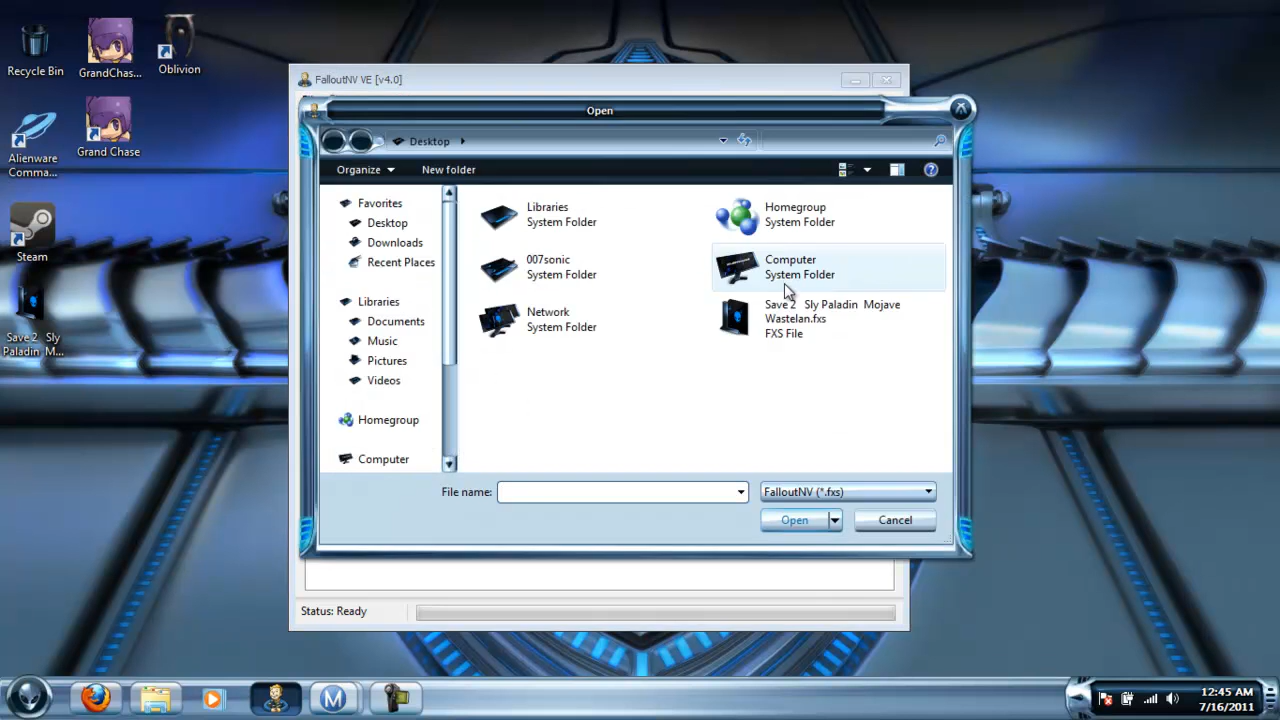 Recycle Bin
GrandChas...
Oblivion
Alienware
Comma...
Grand Chase
Steam
Save 2 Sly
Paladin M...
FalloutNV VE [v4.0]
Open
Desktop
Organize
New folder
Favorites
Desktop
Downloads
Recent Places
Libraries
Documents
Music
Pictures
Videos
Homegroup
Computer
Libraries
System Folder
Homegroup
System Folder
007sonic
System Folder
Computer
System Folder
Network
System Folder
Save 2 Sly Paladin Mojave
Wastelan.fxs
FXS File
File name:
FalloutNV (*.fxs)
Open
Cancel
Status: Ready
12:45 AM
7/16/2011